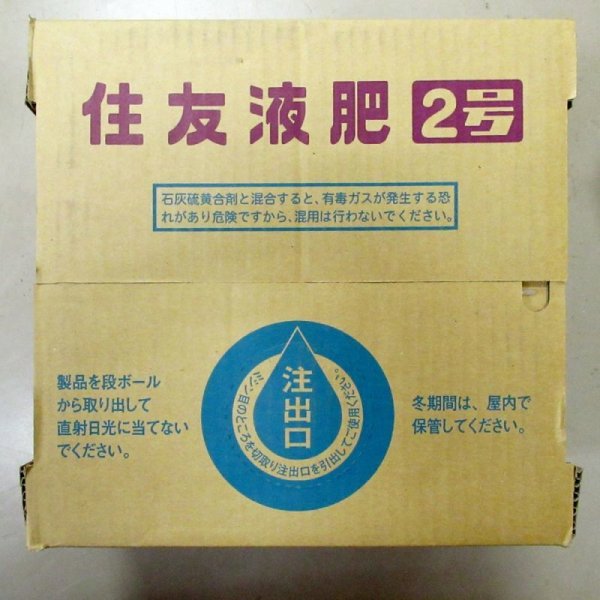 住友液肥 2号
石灰硫黄合剤と混合すると、有毒ガスが発生する恐
れがあり危険ですから、混用は行わないでください。
製品を段ボール
から取り出して
直射日光に当てない
でください。
注出口
ミシン目のところを切取り注出口を引出してご使用ください。
冬期間は、屋内で
保管してください。